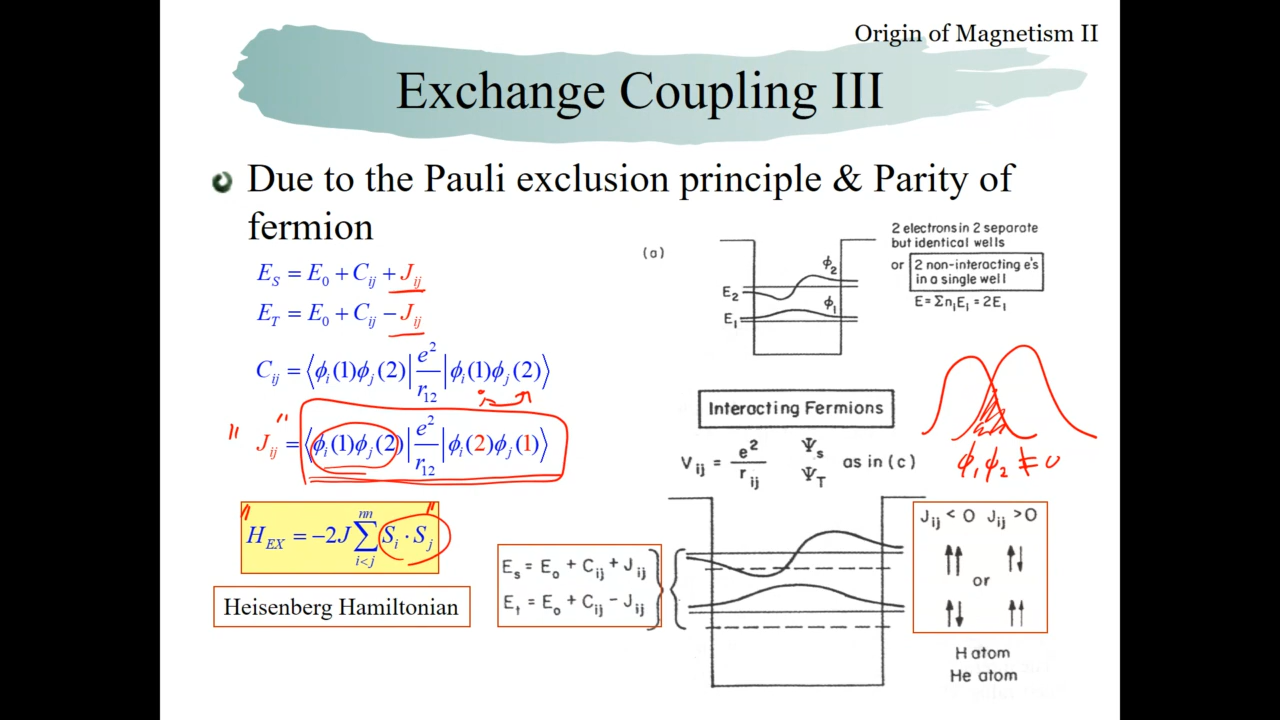 Origin of Magnetism II
Exchange Coupling III
Due to the Pauli exclusion principle & Parity of
fermion
E_S = E_0 + C_ij + J_ij
E_T = E_0 + C_ij − J_ij
C_ij = ⟨ϕ_i(1)ϕ_j(2)| e²/r_12 |ϕ_i(1)ϕ_j(2)⟩
" J_ij " = ⟨ϕ_i(1)ϕ_j(2)| e²/r_12 |ϕ_i(2)ϕ_j(1)⟩
" H_EX = −2J ∑_{i<j}^{nn} S_i · S_j "
Heisenberg Hamiltonian
(a)
E_2
ϕ_2
E_1
ϕ_1
2 electrons in 2 separate
but identical wells
or 2 non-interacting e's
in a single well
E = Σn_iE_i = 2E_1
Interacting Fermions
V_ij = e²/r_ij Ψ_s Ψ_T as in (c)
ϕ_1 ϕ_2 ≠ 0
E_s = E_o + C_ij + J_ij
E_t = E_o + C_ij − J_ij
J_ij < O J_ij > O
↑↑ ↑↓
or
↑↓ ↑↑
H atom
He atom